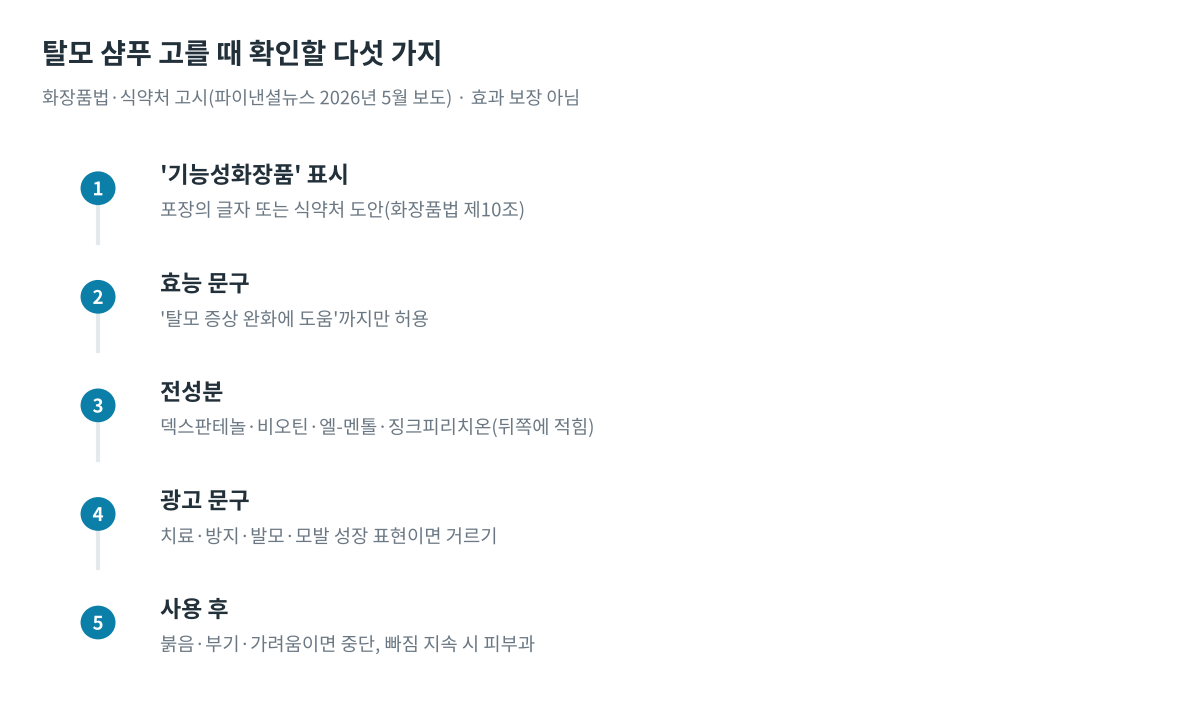 탈모 샴푸 고를 때 확인할 다섯 가지
화장품법·식약처 고시(파이낸셜뉴스 2026년 5월 보도) · 효과 보장 아님
1
'기능성화장품' 표시
포장의 글자 또는 식약처 도안(화장품법 제10조)
2
효능 문구
'탈모 증상 완화에 도움'까지만 허용
3
전성분
덱스판테놀·비오틴·엘-멘톨·징크피리치온(뒤쪽에 적힘)
4
광고 문구
치료·방지·발모·모발 성장 표현이면 거르기
5
사용 후
붉음·부기·가려움이면 중단, 빠짐 지속 시 피부과